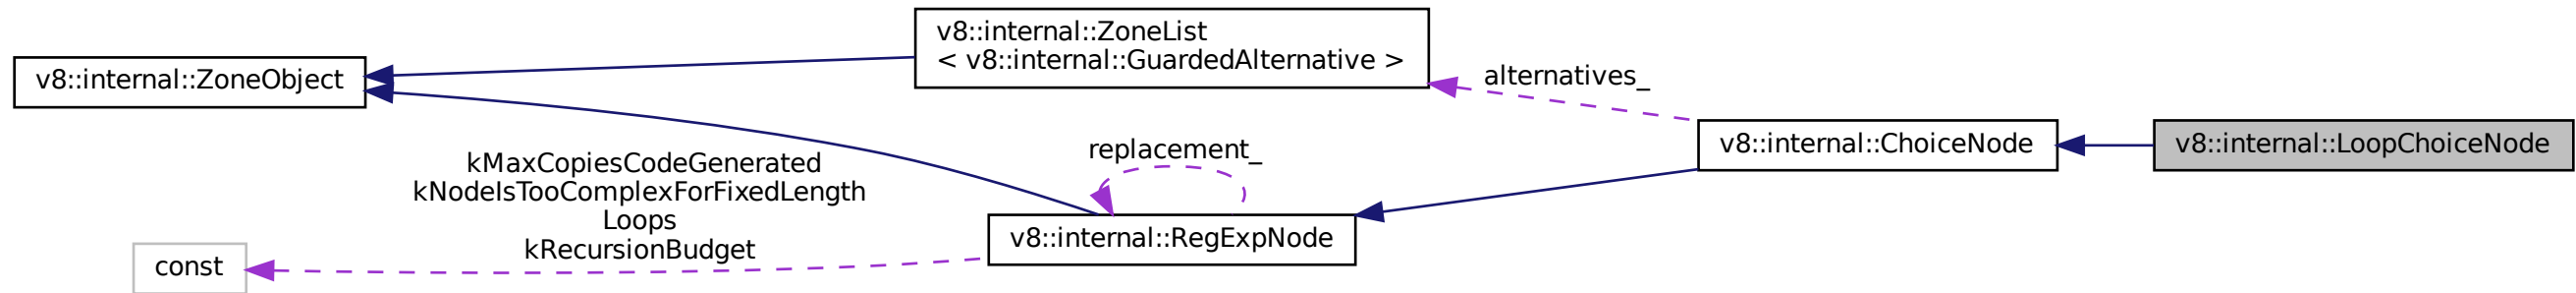 v8::internal::ZoneList
< v8::internal::GuardedAlternative >
v8::internal::ZoneObject
alternatives_
v8::internal::ChoiceNode
v8::internal::LoopChoiceNode
replacement_
kMaxCopiesCodeGenerated
kNodeIsTooComplexForFixedLength
Loops
kRecursionBudget
v8::internal::RegExpNode
const